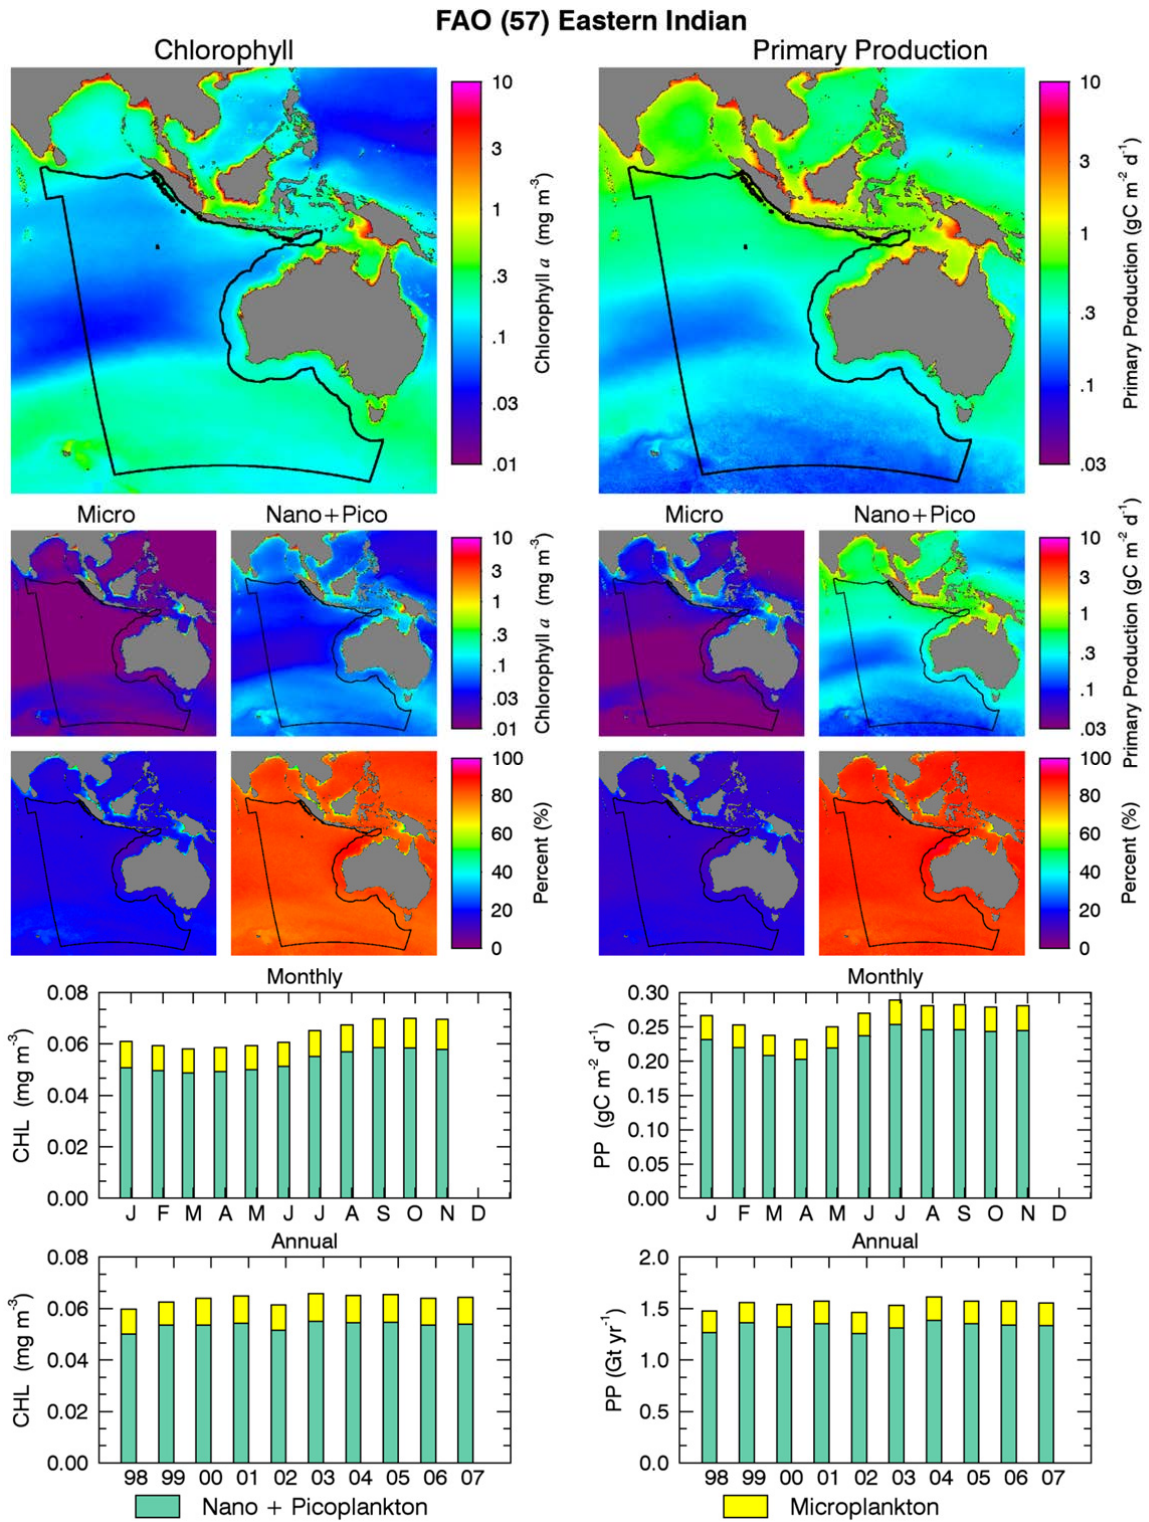 FAO (57) Eastern Indian
Chlorophyll
10
3
1
.3
.1
.03
.01
Chlorophyll a (mg m-3)
Primary Production
10
3
1
.3
.1
.03
Primary Production (gC m-2 d-1)
Micro
Nano+Pico
10
3
1
.3
.1
.03
.01
Chlorophyll a (mg m-3)
Micro
Nano+Pico
10
3
1
.3
.1
.03
Primary Production (gC m-2 d-1)
100
80
60
40
20
0
Percent (%)
100
80
60
40
20
0
Percent (%)
Monthly
0.08
0.06
0.04
0.02
0.00
CHL (mg m-3)
J F M A M J J A S O N D
Monthly
0.30
0.25
0.20
0.15
0.10
0.05
0.00
PP (gC m-2 d-1)
J F M A M J J A S O N D
Annual
0.08
0.06
0.04
0.02
0.00
CHL (mg m-3)
98 99 00 01 02 03 04 05 06 07
Annual
2.0
1.5
1.0
0.5
0.0
PP (Gt yr-1)
98 99 00 01 02 03 04 05 06 07
Nano + Picoplankton
Microplankton